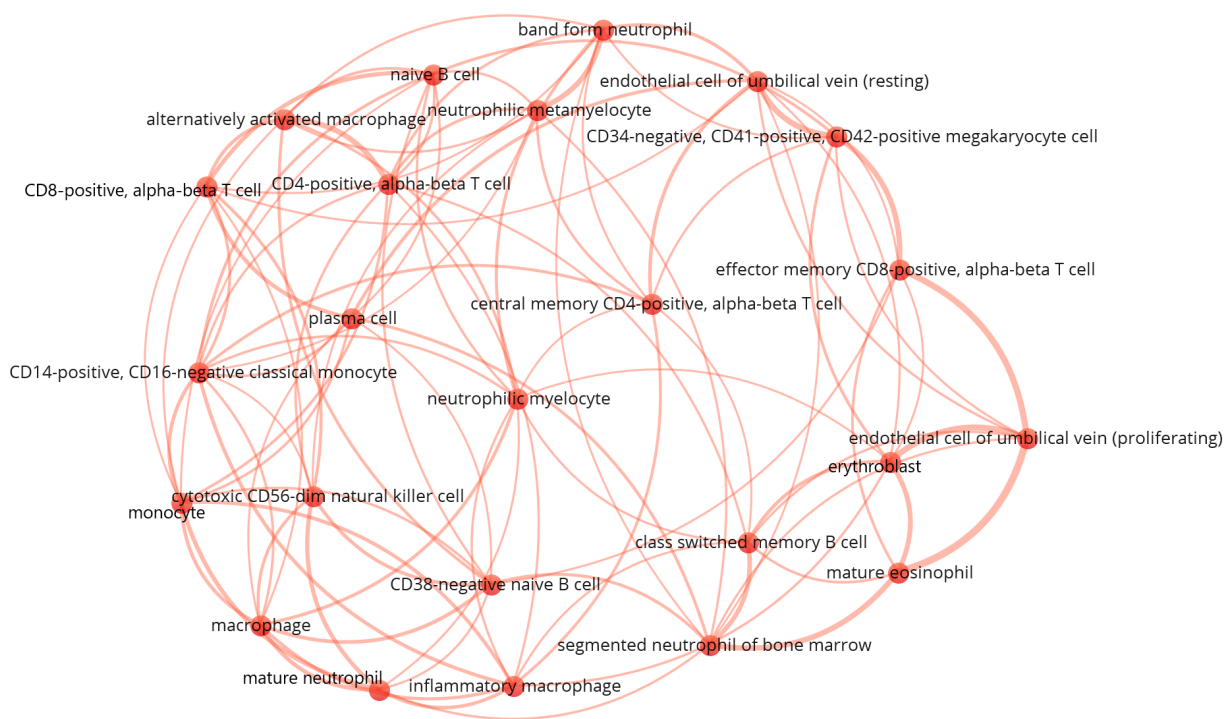 band form neutrophil
naive B cell
endothelial cell of umbilical vein (resting)
neutrophilic metamyelocyte
alternatively activated macrophage
CD34-negative, CD41-positive, CD42-positive megakaryocyte cell
CD8-positive, alpha-beta T cell
CD4-positive, alpha-beta T cell
effector memory CD8-positive, alpha-beta T cell
central memory CD4-positive, alpha-beta T cell
plasma cell
CD14-positive, CD16-negative classical monocyte
neutrophilic myelocyte
endothelial cell of umbilical vein (proliferating)
erythroblast
cytotoxic CD56-dim natural killer cell
monocyte
class switched memory B cell
mature eosinophil
CD38-negative naive B cell
macrophage
segmented neutrophil of bone marrow
mature neutrophil
inflammatory macrophage